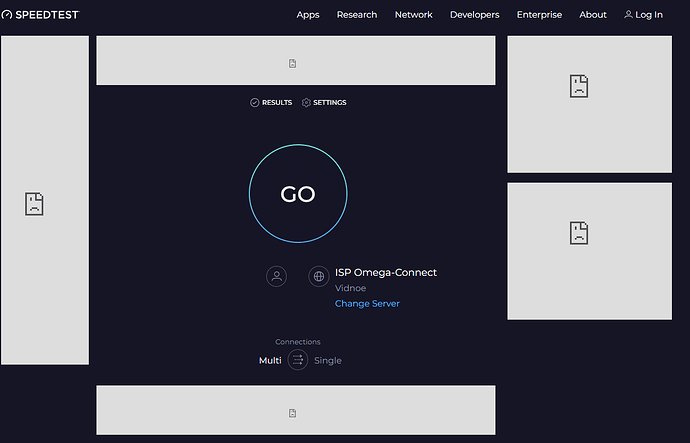 SPEEDTEST
Apps Research Network Developers Enterprise About Log In
RESULTS SETTINGS
GO
ISP Omega-Connect
Vidnoe
Change Server
Connections
Multi Single